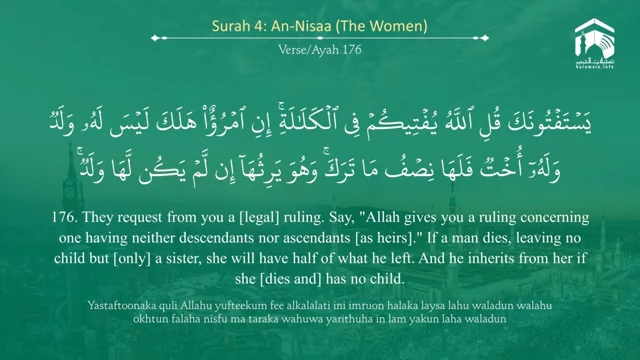 Surah 4: An-Nisaa (The Women)
Verse/Ayah 176
haramain.info
يَسۡتَفۡتُونَكَ قُلِ ٱللَّهُ يُفۡتِيكُمۡ فِى ٱلۡكَلَـٰلَةِ‌ۚ إِنِ ٱمۡرُؤٌاْ هَلَكَ لَيۡسَ لَهُۥ وَلَدٌ۬
وَلَهُۥۤ أُخۡتٌ۬ فَلَهَا نِصۡفُ مَا تَرَكَ‌ۚ وَهُوَ يَرِثُهَآ إِن لَّمۡ يَكُن لَّهَا وَلَدٌ۬‌ۚ
176. They request from you a [legal] ruling. Say, "Allah gives you a ruling concerning
one having neither descendants nor ascendants [as heirs]." If a man dies, leaving no
child but [only] a sister, she will have half of what he left. And he inherits from her if
she [dies and] has no child.
Yastaftoonaka quli Allahu yufteekum fee alkalalati ini imruon halaka laysa lahu waladun walahu
okhtun falaha nisfu ma taraka wahuwa yarithuha in lam yakun laha waladun